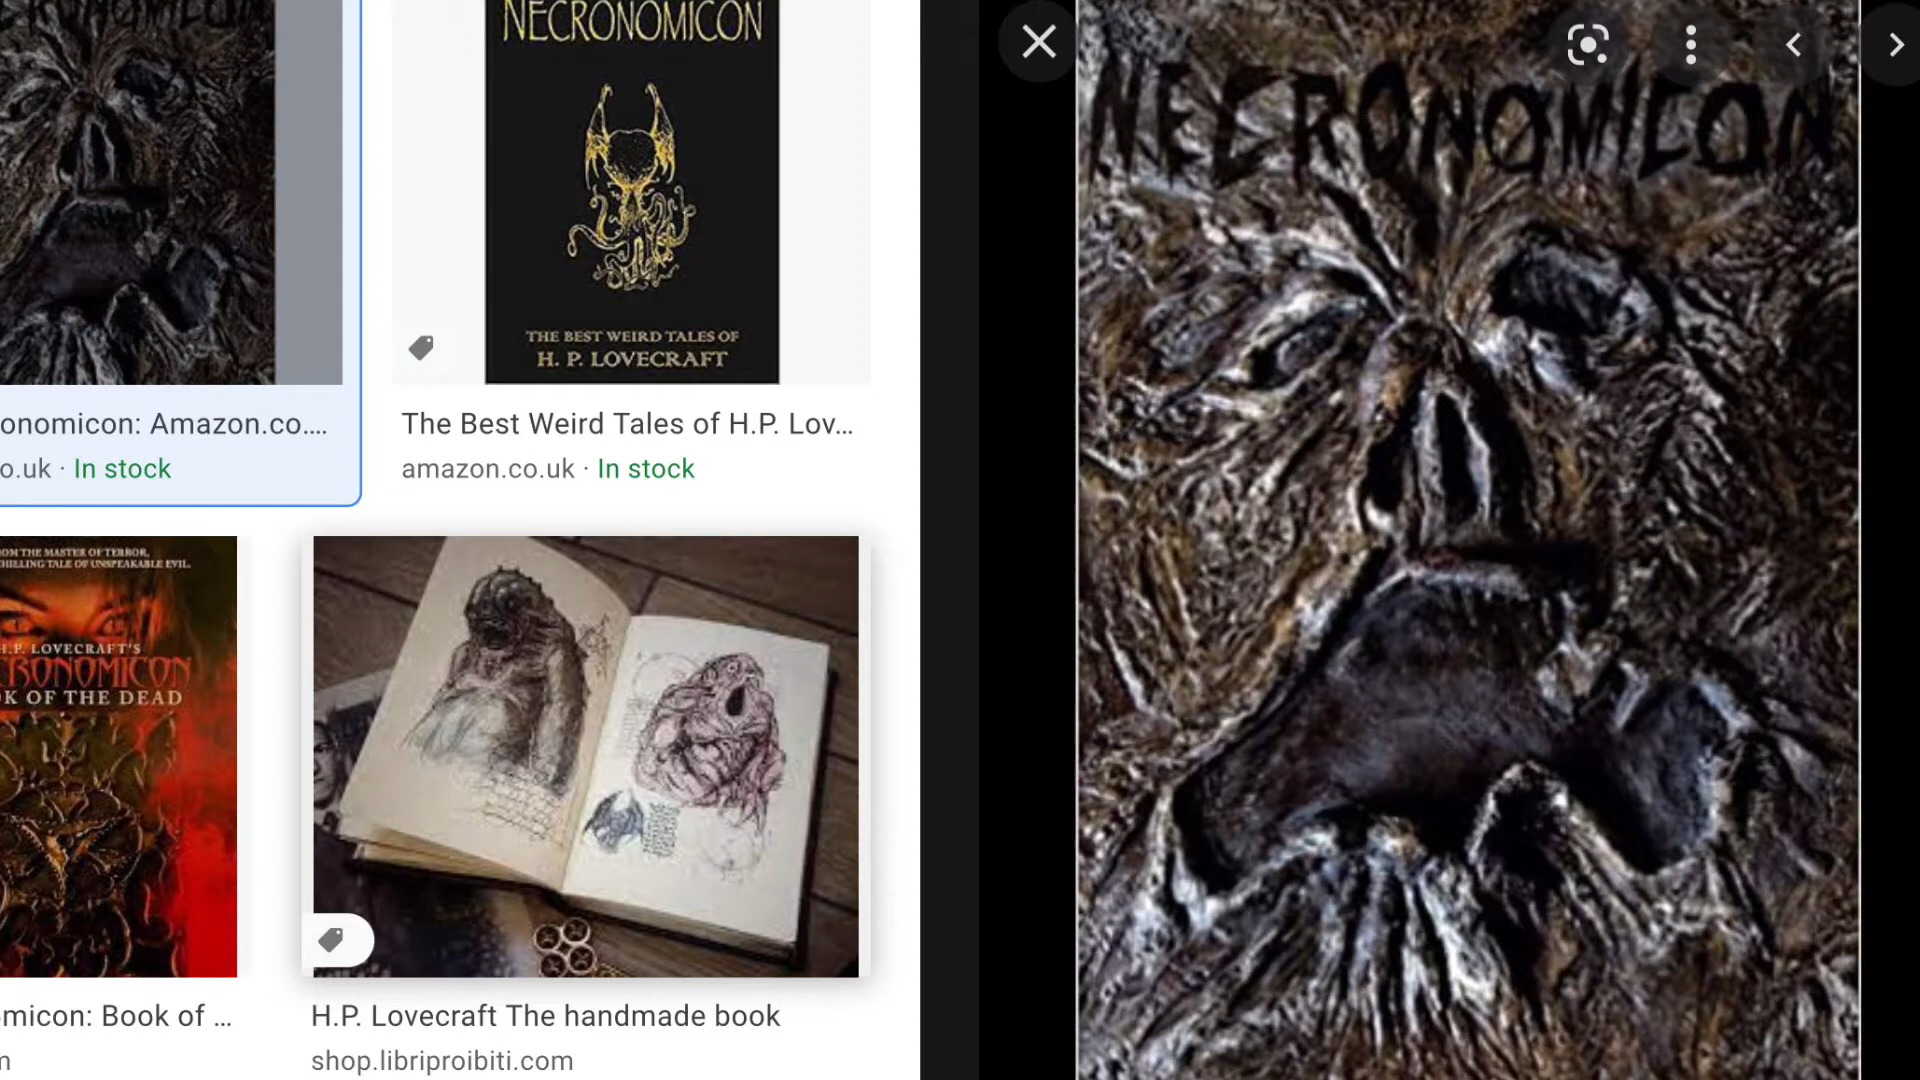 NECRONOMICON
THE BEST WEIRD TALES OF
H. P. LOVECRAFT
onomicon: Amazon.co....
o.uk · In stock
The Best Weird Tales of H.P. Lov...
amazon.co.uk · In stock
OM THE MASTER OF TERROR,
HILLING TALE OF UNSPEAKABLE EVIL.
H.P. LOVECRAFT'S
CRONOMICON
OK OF THE DEAD
omicon: Book of ...
m
H.P. Lovecraft The handmade book
shop.libriproibiti.com
NECRONOMICON